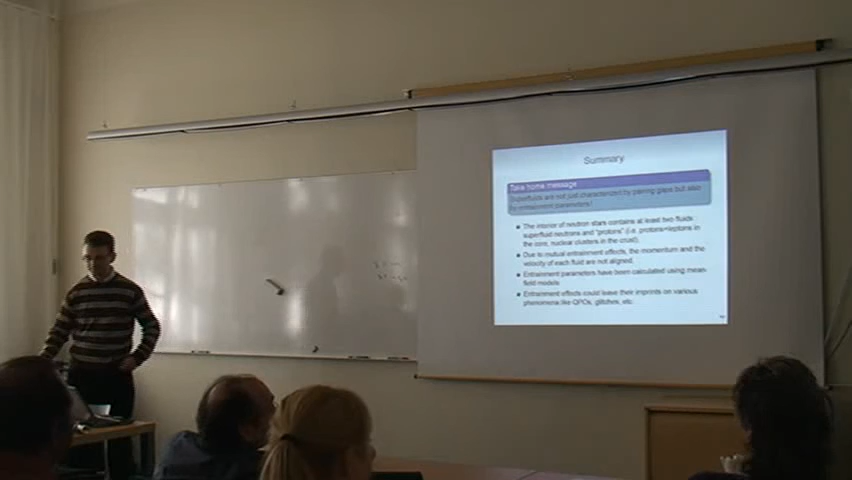 Summary
Take home message
Superfluids are not just characterized by pairing gaps but also
by entrainment parameters!
The interior of neutron stars contains at least two fluids
superfluid neutrons and "protons" (i.e. protons+leptons in
the core, nuclear clusters in the crust).
Due to mutual entrainment effects, the momentum and the
velocity of each fluid are not aligned.
Entrainment parameters have been calculated using mean-
field models
Entrainment effects could leave their imprints on various
phenomena like QPOs, glitches, etc.